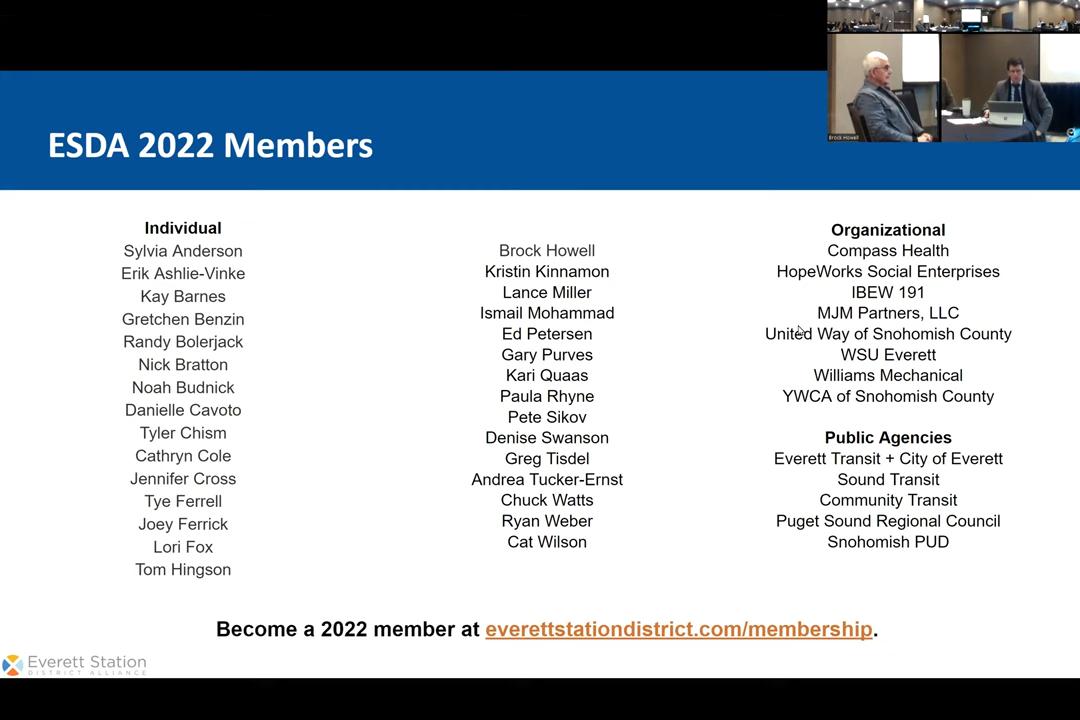 ESDA 2022 Members
Brock Howell
Individual
Sylvia Anderson
Erik Ashlie-Vinke
Kay Barnes
Gretchen Benzin
Randy Bolerjack
Nick Bratton
Noah Budnick
Danielle Cavoto
Tyler Chism
Cathryn Cole
Jennifer Cross
Tye Ferrell
Joey Ferrick
Lori Fox
Tom Hingson
Brock Howell
Kristin Kinnamon
Lance Miller
Ismail Mohammad
Ed Petersen
Gary Purves
Kari Quaas
Paula Rhyne
Pete Sikov
Denise Swanson
Greg Tisdel
Andrea Tucker-Ernst
Chuck Watts
Ryan Weber
Cat Wilson
Organizational
Compass Health
HopeWorks Social Enterprises
IBEW 191
MJM Partners, LLC
United Way of Snohomish County
WSU Everett
Williams Mechanical
YWCA of Snohomish County
Public Agencies
Everett Transit + City of Everett
Sound Transit
Community Transit
Puget Sound Regional Council
Snohomish PUD
Become a 2022 member at everettstationdistrict.com/membership.
Everett Station
DISTRICT ALLIANCE